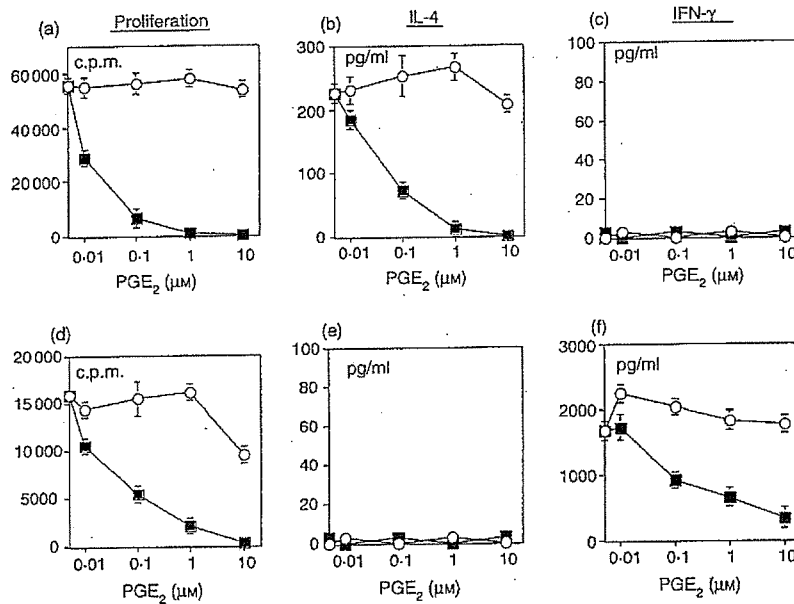 Proliferation
IL-4
IFN-γ
(a)
c.p.m.
60 000
40 000
20 000
0
0·01 0·1 1 10
PGE₂ (μM)
(b)
pg/ml
300
200
100
0
0·01 0·1 1 10
PGE₂ (μM)
(c)
pg/ml
100
80
60
40
20
0
0·01 0·1 1 10
PGE₂ (μM)
(d)
c.p.m.
20 000
15 000
10 000
5000
0
0·01 0·1 1 10
PGE₂ (μM)
(e)
pg/ml
100
80
60
40
20
0
0·01 0·1 1 10
PGE₂ (μM)
(f)
pg/ml
3000
2000
1000
0
0·01 0·1 1 10
PGE₂ (μM)